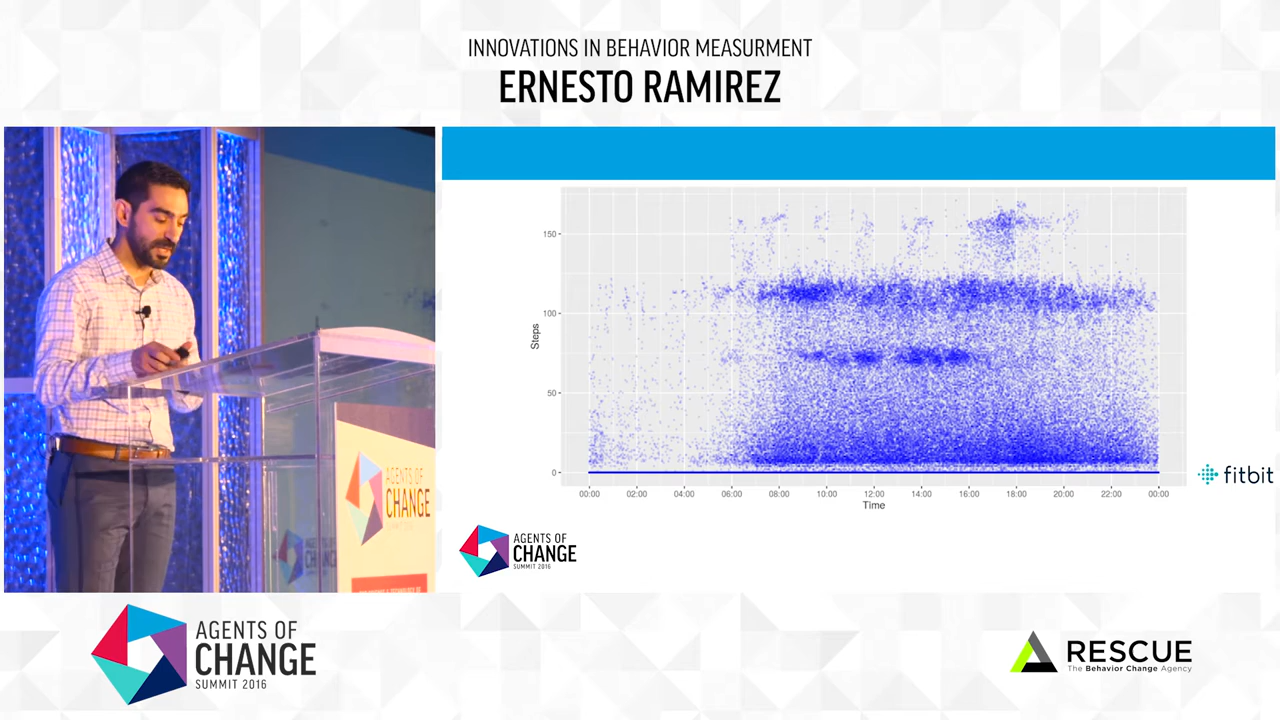 INNOVATIONS IN BEHAVIOR MEASURMENT
ERNESTO RAMIREZ
150
100
50
0
Steps
00:00 02:00 04:00 06:00 08:00 10:00 12:00 14:00 16:00 18:00 20:00 22:00 00:00
Time
fitbit
AGENTS OF
CHANGE
SUMMIT 2016
AGENTS OF
CHANGE
AGENTS OF
CHANGE
SUMMIT 2016
RESCUE
The Behavior Change Agency